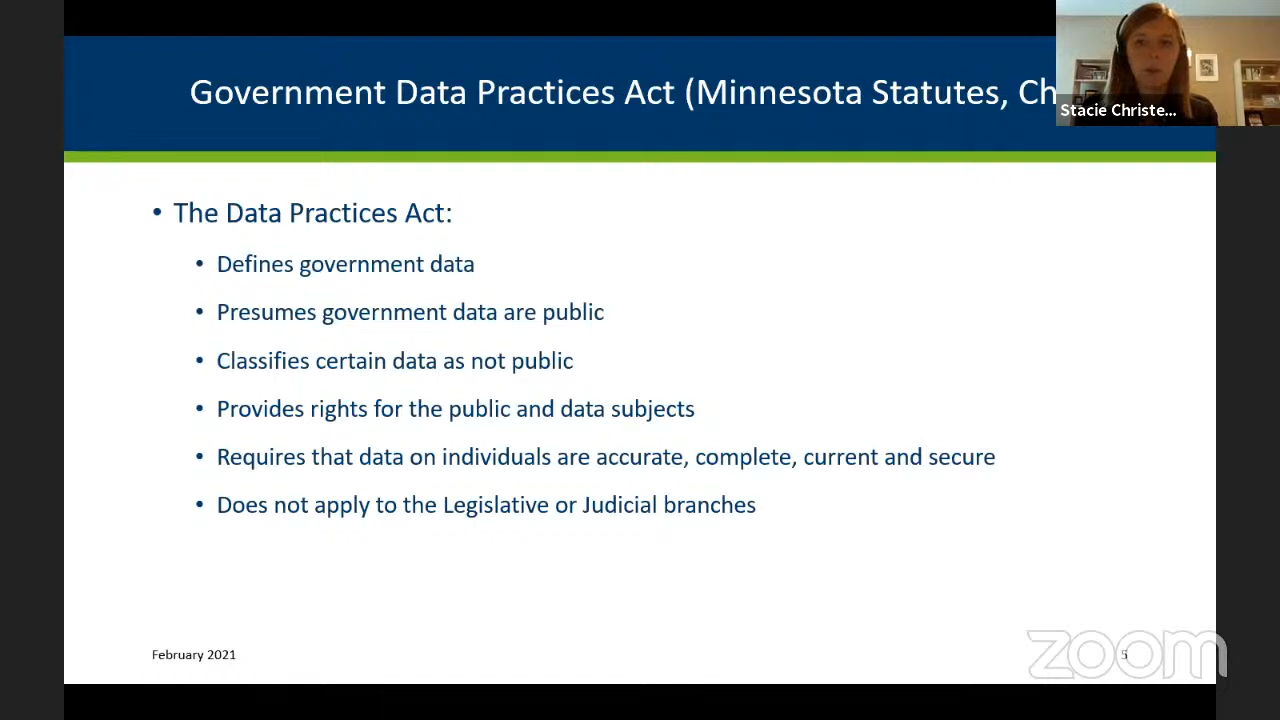 Government Data Practices Act (Minnesota Statutes, Ch
Stacie Christe...
• The Data Practices Act:
• Defines government data
• Presumes government data are public
• Classifies certain data as not public
• Provides rights for the public and data subjects
• Requires that data on individuals are accurate, complete, current and secure
• Does not apply to the Legislative or Judicial branches
February 2021
5
zoom